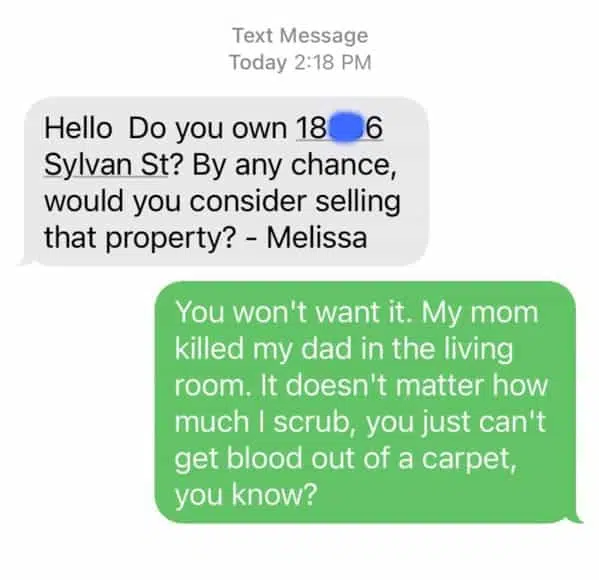 Text Message
Today 2:18 PM
Hello  Do you own 18 6
Sylvan St? By any chance,
would you consider selling
that property? - Melissa
You won't want it. My mom
killed my dad in the living
room. It doesn't matter how
much I scrub, you just can't
get blood out of a carpet,
you know?